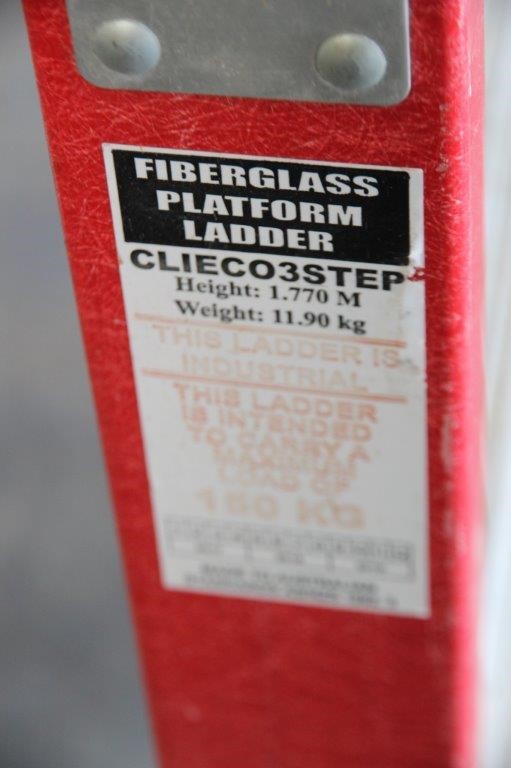 FIBERGLASS
PLATFORM
LADDER
CLIECO3STEP
Height: 1.770 M
Weight: 11.90 kg
THIS LADDER IS
INDUSTRIAL
THIS LADDER
IS INTENDED
TO CARRY A
MAXIMUM
LOAD OF
150 KG